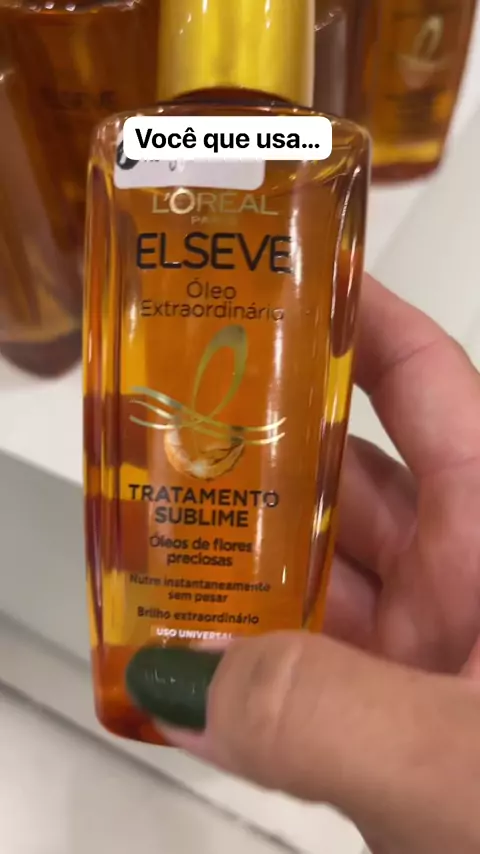 Você que usa...
L'ORÉAL
PARIS
ELSEVE
Óleo
Extraordinário
TRATAMENTO
SUBLIME
Óleos de flores
preciosas
Nutre instantaneamente
sem pesar
Brilho extraordinário
USO UNIVERSAL
ELSEVE